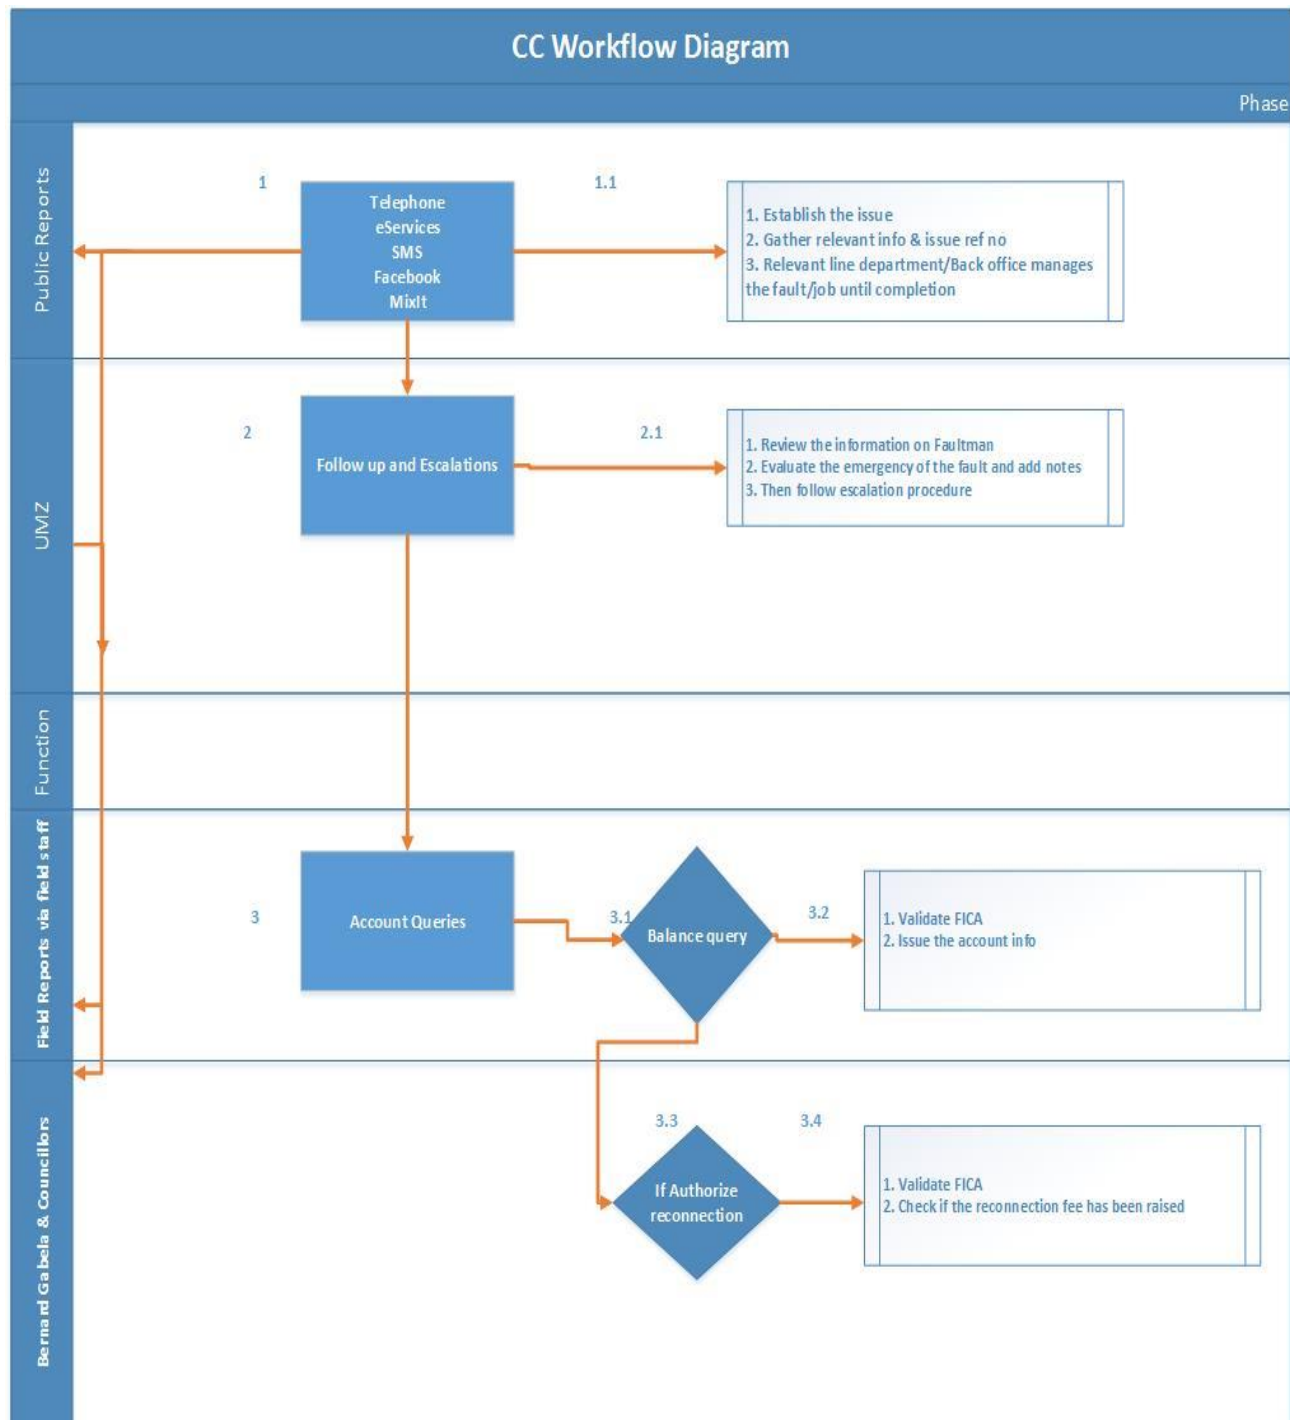 CC Workflow Diagram
Phase
Public Reports
1
Telephone
eServices
SMS
Facebook
MixIt
1.1
1. Establish the issue
2. Gather relevant info & issue ref no
3. Relevant line department/Back office manages
the fault/job until completion
UMZ
2
Follow up and Escalations
2.1
1. Review the information on Faultman
2. Evaluate the emergency of the fault and add notes
3. Then follow escalation procedure
Function
Field Reports via field staff
3
Account Queries
3.1
Balance query
3.2
1. Validate FICA
2. Issue the account info
Bernard Gabela & Councillors
3.3
If Authorize
reconnection
3.4
1. Validate FICA
2. Check if the reconnection fee has been raised